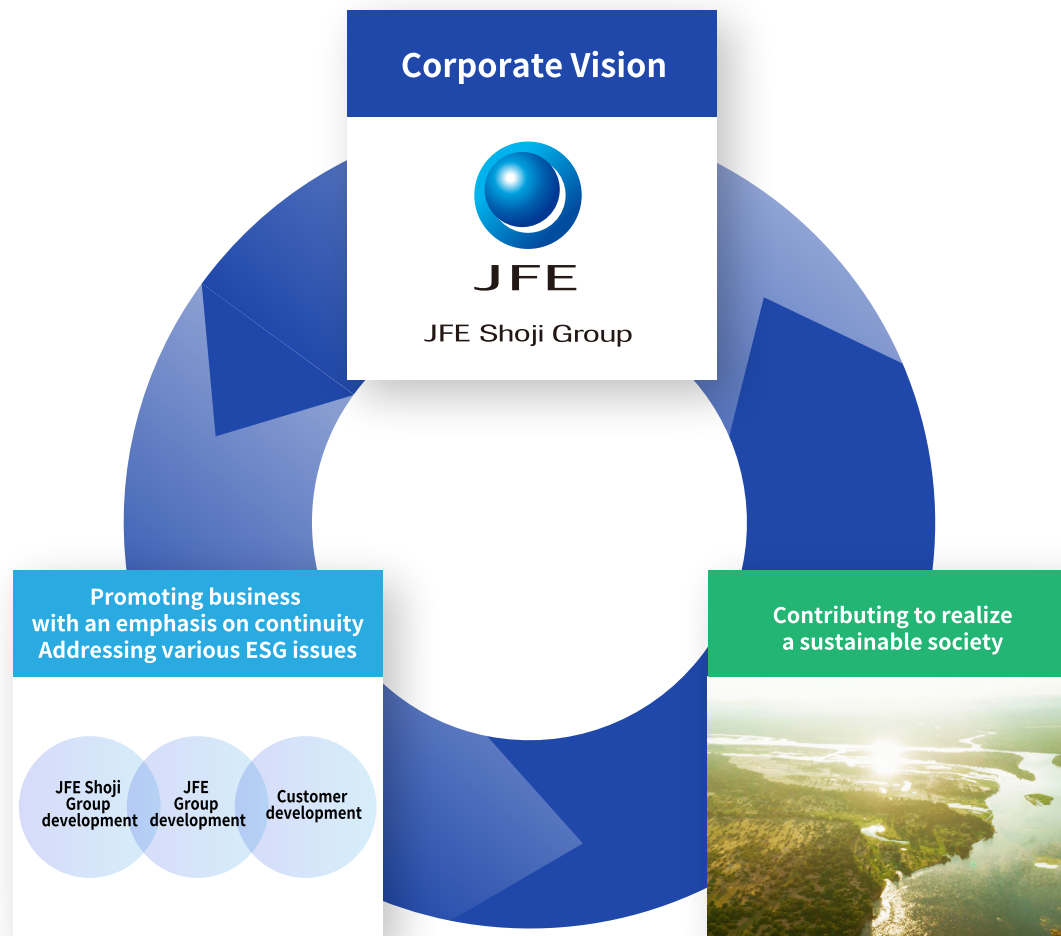 Corporate Vision
JFE
JFE Shoji Group
Promoting business
with an emphasis on continuity
Addressing various ESG issues
JFE Shoji
Group
development
JFE
Group
development
Customer
development
Contributing to realize
a sustainable society